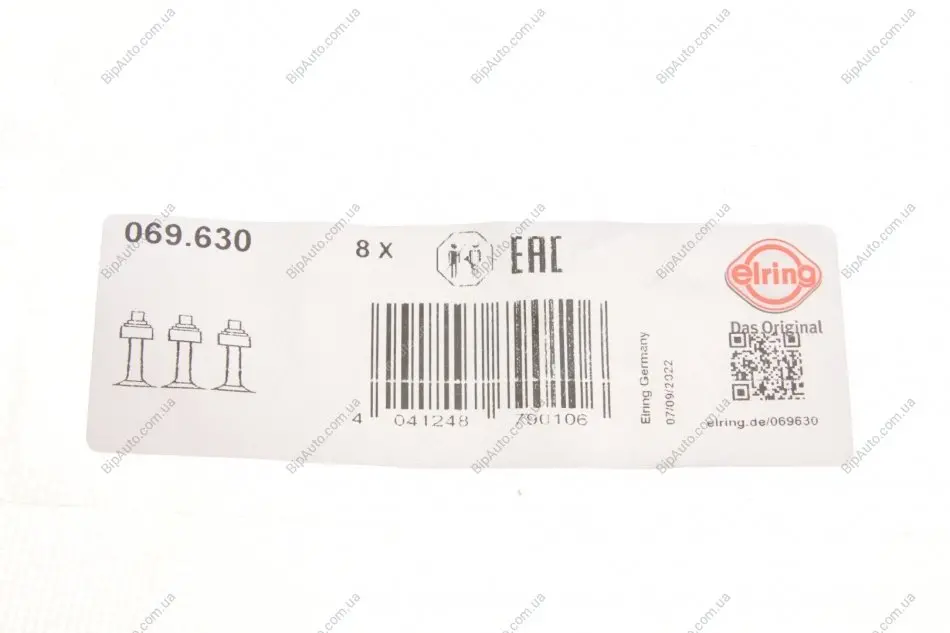 069.630
8 X
EAC
elring
Das Original
4 041248 790106
Elring Germany
07/09/2022
elring.de/069630
BipAuto.com.ua